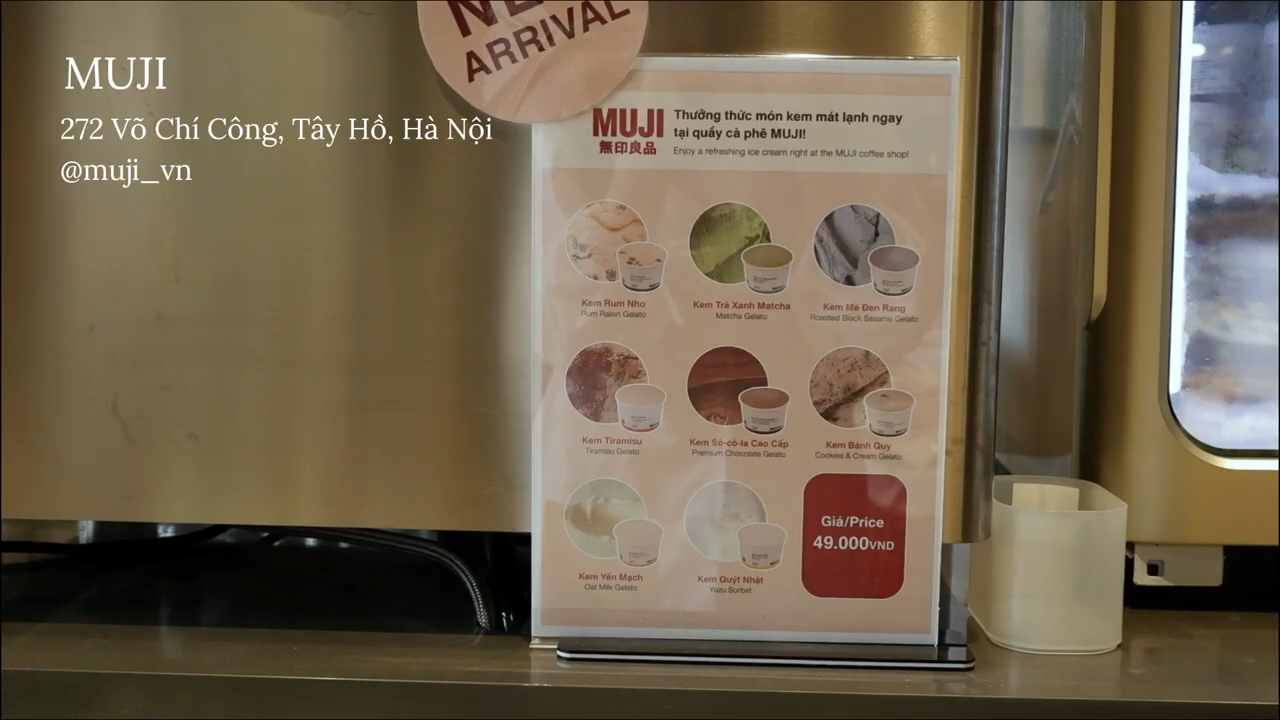 MUJI
272 Võ Chí Công, Tây Hồ, Hà Nội
@muji_vn
ARRIVAL
MUJI
無印良品
Thưởng thức món kem mát lạnh ngay
tại quầy cà phê MUJI!
Enjoy a refreshing ice cream right at the MUJI coffee shop!
Kem Rum Nho
Rum Raisin Gelato
Kem Trà Xanh Matcha
Matcha Gelato
Kem Mè Đen Rang
Roasted Black Sesame Gelato
Kem Tiramisu
Tiramisu Gelato
Kem Sô-cô-la Cao Cấp
Premium Chocolate Gelato
Kem Bánh Quy
Cookies & Cream Gelato
Kem Yến Mạch
Oat Milk Gelato
Kem Quýt Nhật
Yuzu Sorbet
Giá/Price
49.000VND